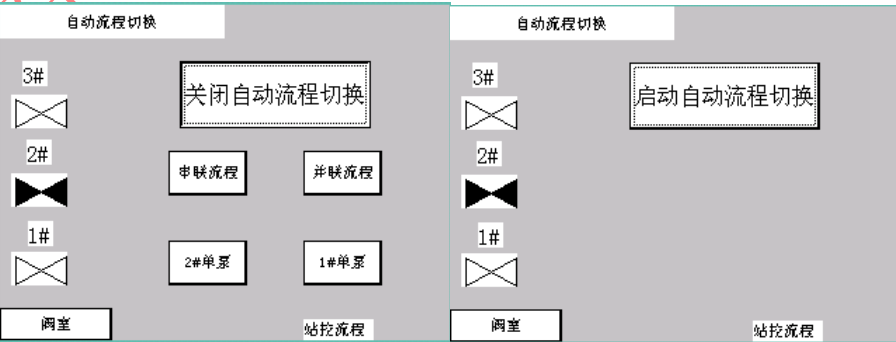 自动流程切换
3#
关闭自动流程切换
2#
串联流程
并联流程
1#
2#单泵
1#单泵
阀室
站控流程
自动流程切换
3#
启动自动流程切换
2#
1#
阀室
站控流程